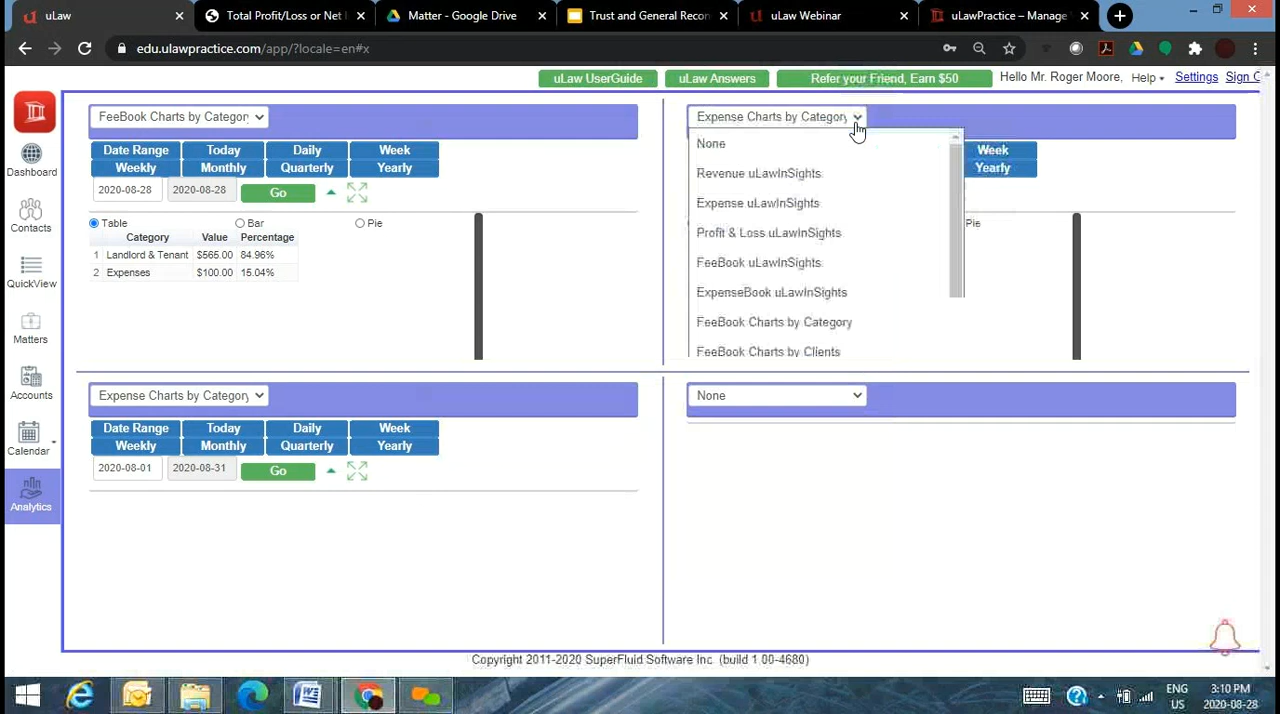 uLaw
Total Profit/Loss or Net
Matter - Google Drive
Trust and General Recon
uLaw Webinar
uLawPractice – Manage
edu.ulawpractice.com/app/?locale=en#x
uLaw UserGuide
uLaw Answers
Refer your Friend, Earn $50
Hello Mr. Roger Moore,
Help
Settings
Sign
Dashboard
Contacts
QuickView
Matters
Accounts
Calendar
Analytics
FeeBook Charts by Category
Date Range Today Daily Week
Weekly Monthly Quarterly Yearly
2020-08-28 2020-08-28 Go
Table Bar Pie
Category Value Percentage
1 Landlord & Tenant $565.00 84.96%
2 Expenses $100.00 15.04%
Expense Charts by Category
None
Revenue uLawInSights
Expense uLawInSights
Profit & Loss uLawInSights
FeeBook uLawInSights
ExpenseBook uLawInSights
FeeBook Charts by Category
FeeBook Charts by Clients
Week
Yearly
Pie
Expense Charts by Category
Date Range Today Daily Week
Weekly Monthly Quarterly Yearly
2020-08-01 2020-08-31 Go
None
Copyright 2011-2020 SuperFluid Software Inc. (build 1.00-4680)
ENG
US
3:10 PM
2020-08-28